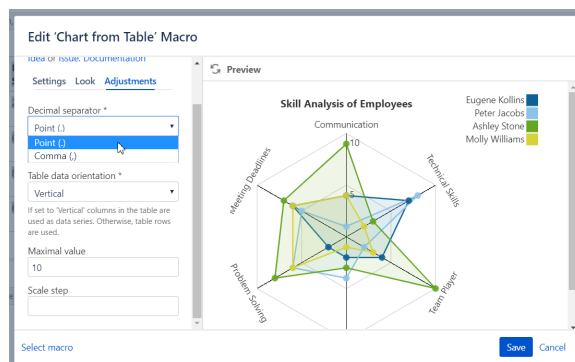 Edit 'Chart from Table' Macro
idea or issue. Documentation
Settings Look Adjustments
Decimal separator *
Point (.)
Point (.)
Comma (,)
Table data orientation *
Vertical
If set to 'Vertical' columns in the table are
used as data series. Otherwise, table rows
are used.
Maximal value
10
Scale step
Preview
Skill Analysis of Employees
Eugene Kollins
Peter Jacobs
Ashley Stone
Molly Williams
Communication
10
5
Technical Skills
Team Player
Problem Solving
Meeting Deadlines
Select macro
Save Cancel